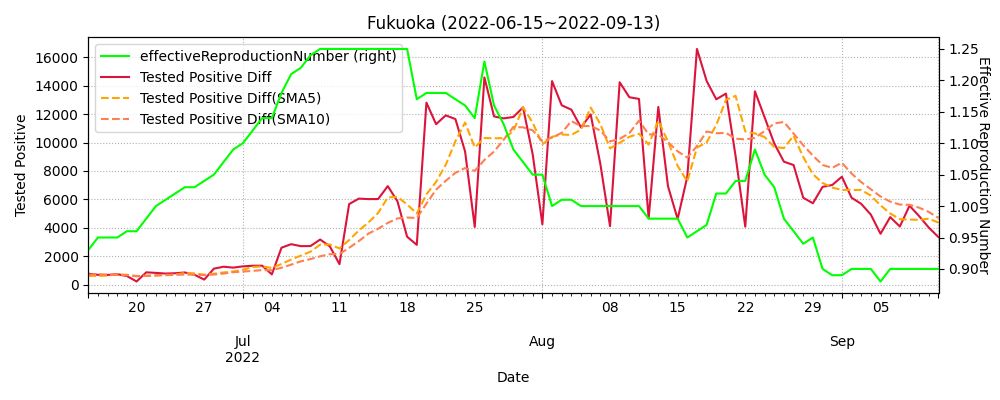 Fukuoka (2022-06-15~2022-09-13)
effectiveReproductionNumber (right)
Tested Positive Diff
Tested Positive Diff(SMA5)
Tested Positive Diff(SMA10)
Tested Positive
16000
14000
12000
10000
8000
6000
4000
2000
0
1.25
1.20
1.15
1.10
1.05
1.00
0.95
0.90
Effective Reproduction Number
20 27 04 11 18 25 08 15 22 29 05
Jul Aug Sep
2022
Date